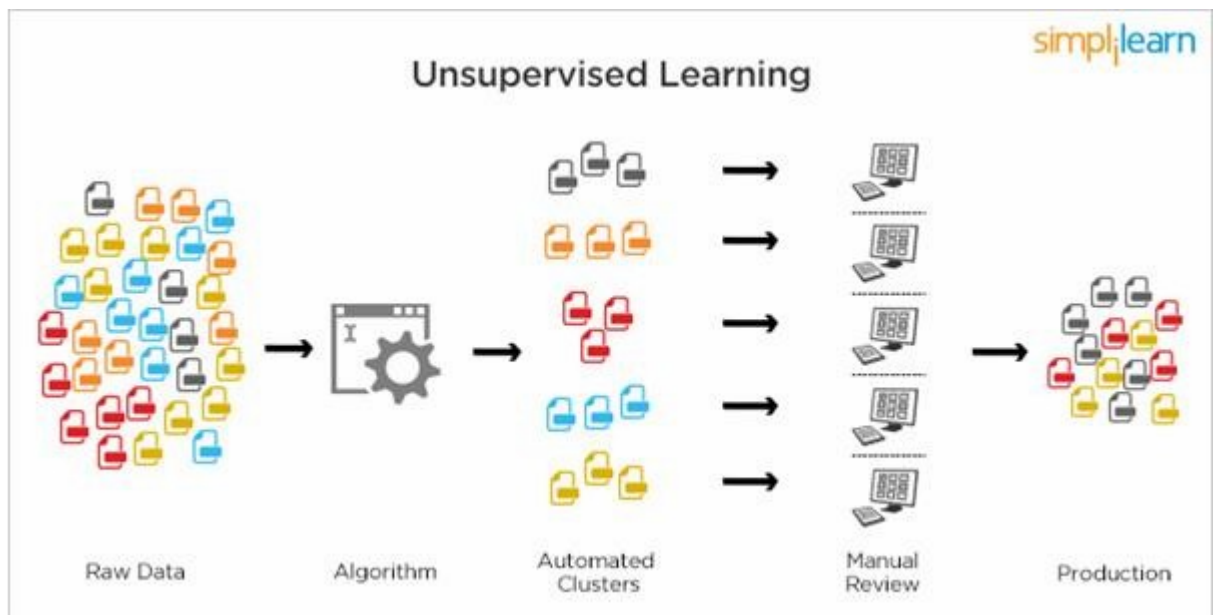 simplilearn
Unsupervised Learning
Raw Data
Algorithm
Automated
Clusters
Manual
Review
Production